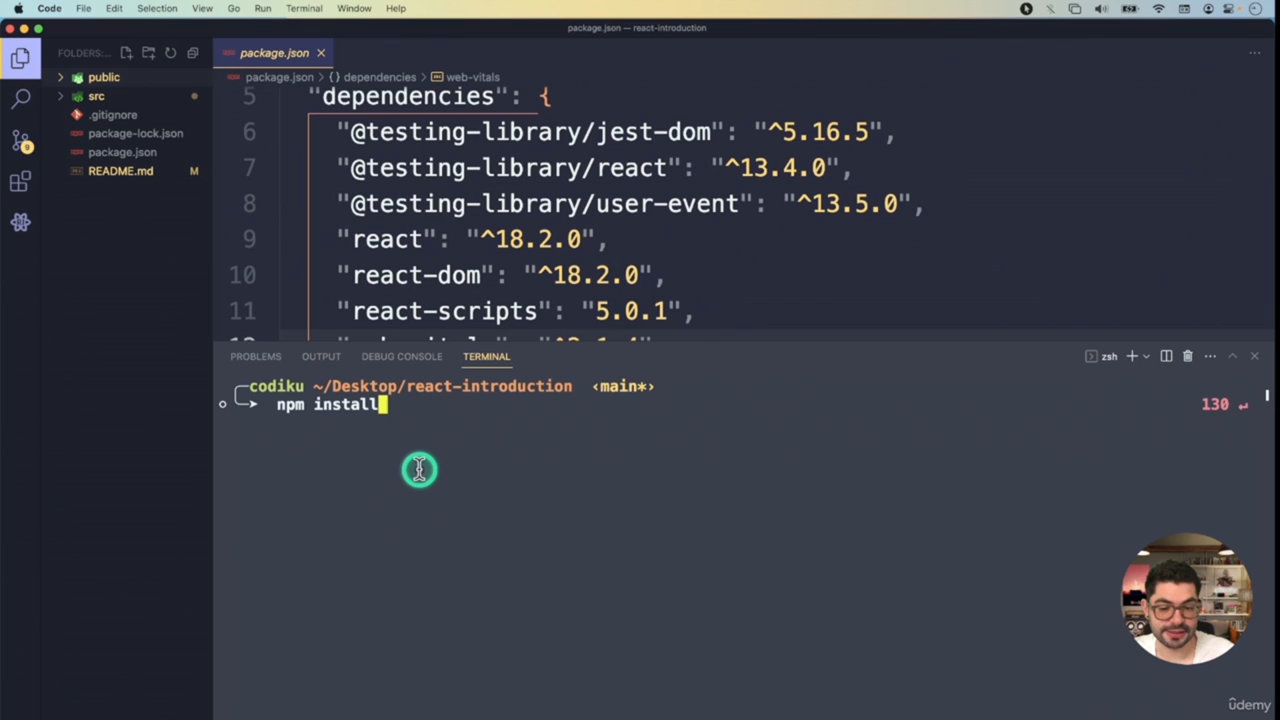 Code File Edit Selection View Go Run Terminal Window Help
package.json — react-introduction
FOLDERS:...
package.json
package.json > {} dependencies > web-vitals
public
src
.gitignore
package-lock.json
package.json
README.md M
9
5 "dependencies": {
6 "@testing-library/jest-dom": "^5.16.5",
7 "@testing-library/react": "^13.4.0",
8 "@testing-library/user-event": "^13.5.0",
9 "react": "^18.2.0",
10 "react-dom": "^18.2.0",
11 "react-scripts": "5.0.1",
PROBLEMS OUTPUT DEBUG CONSOLE TERMINAL
zsh
codiku ~/Desktop/react-introduction ‹main*›
npm install
130 ↵
ûdemy